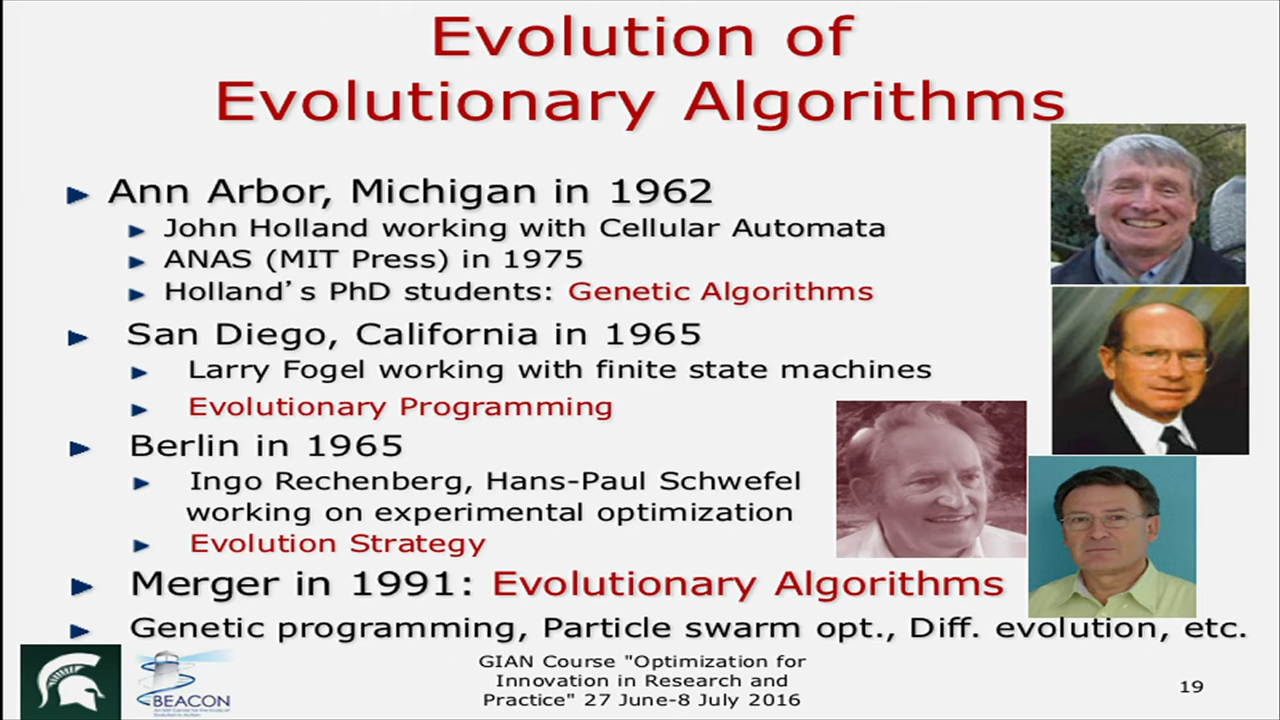 Evolution of
Evolutionary Algorithms
Ann Arbor, Michigan in 1962
John Holland working with Cellular Automata
ANAS (MIT Press) in 1975
Holland's PhD students: Genetic Algorithms
San Diego, California in 1965
Larry Fogel working with finite state machines
Evolutionary Programming
Berlin in 1965
Ingo Rechenberg, Hans-Paul Schwefel
working on experimental optimization
Evolution Strategy
Merger in 1991: Evolutionary Algorithms
Genetic programming, Particle swarm opt., Diff. evolution, etc.
BEACON
GIAN Course "Optimization for
Innovation in Research and
Practice" 27 June-8 July 2016
19